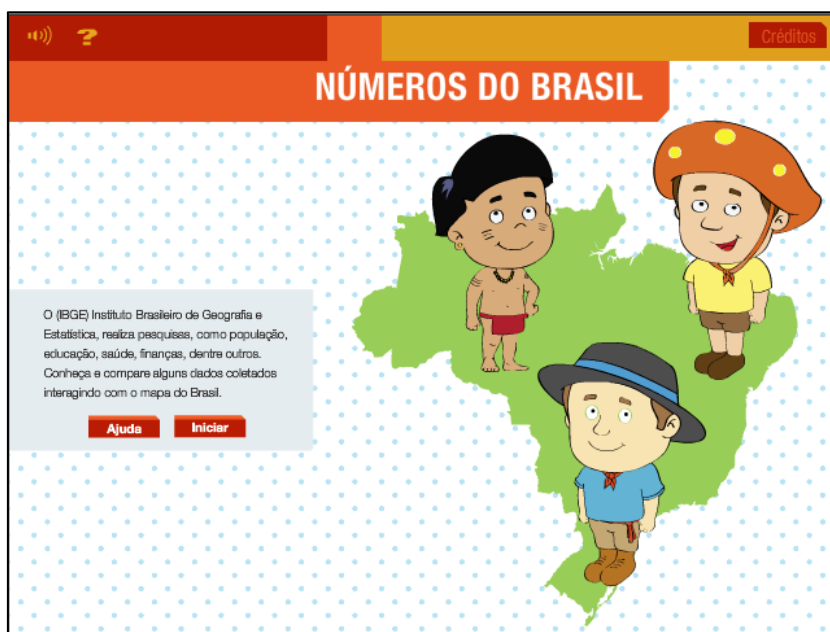 ?
Créditos
NÚMEROS DO BRASIL
O (IBGE) Instituto Brasileiro de Geografia e
Estatística, realiza pesquisas, como população,
educação, saúde, finanças, dentre outros.
Conheça e compare alguns dados coletados
interagindo com o mapa do Brasil.
Ajuda
Iniciar